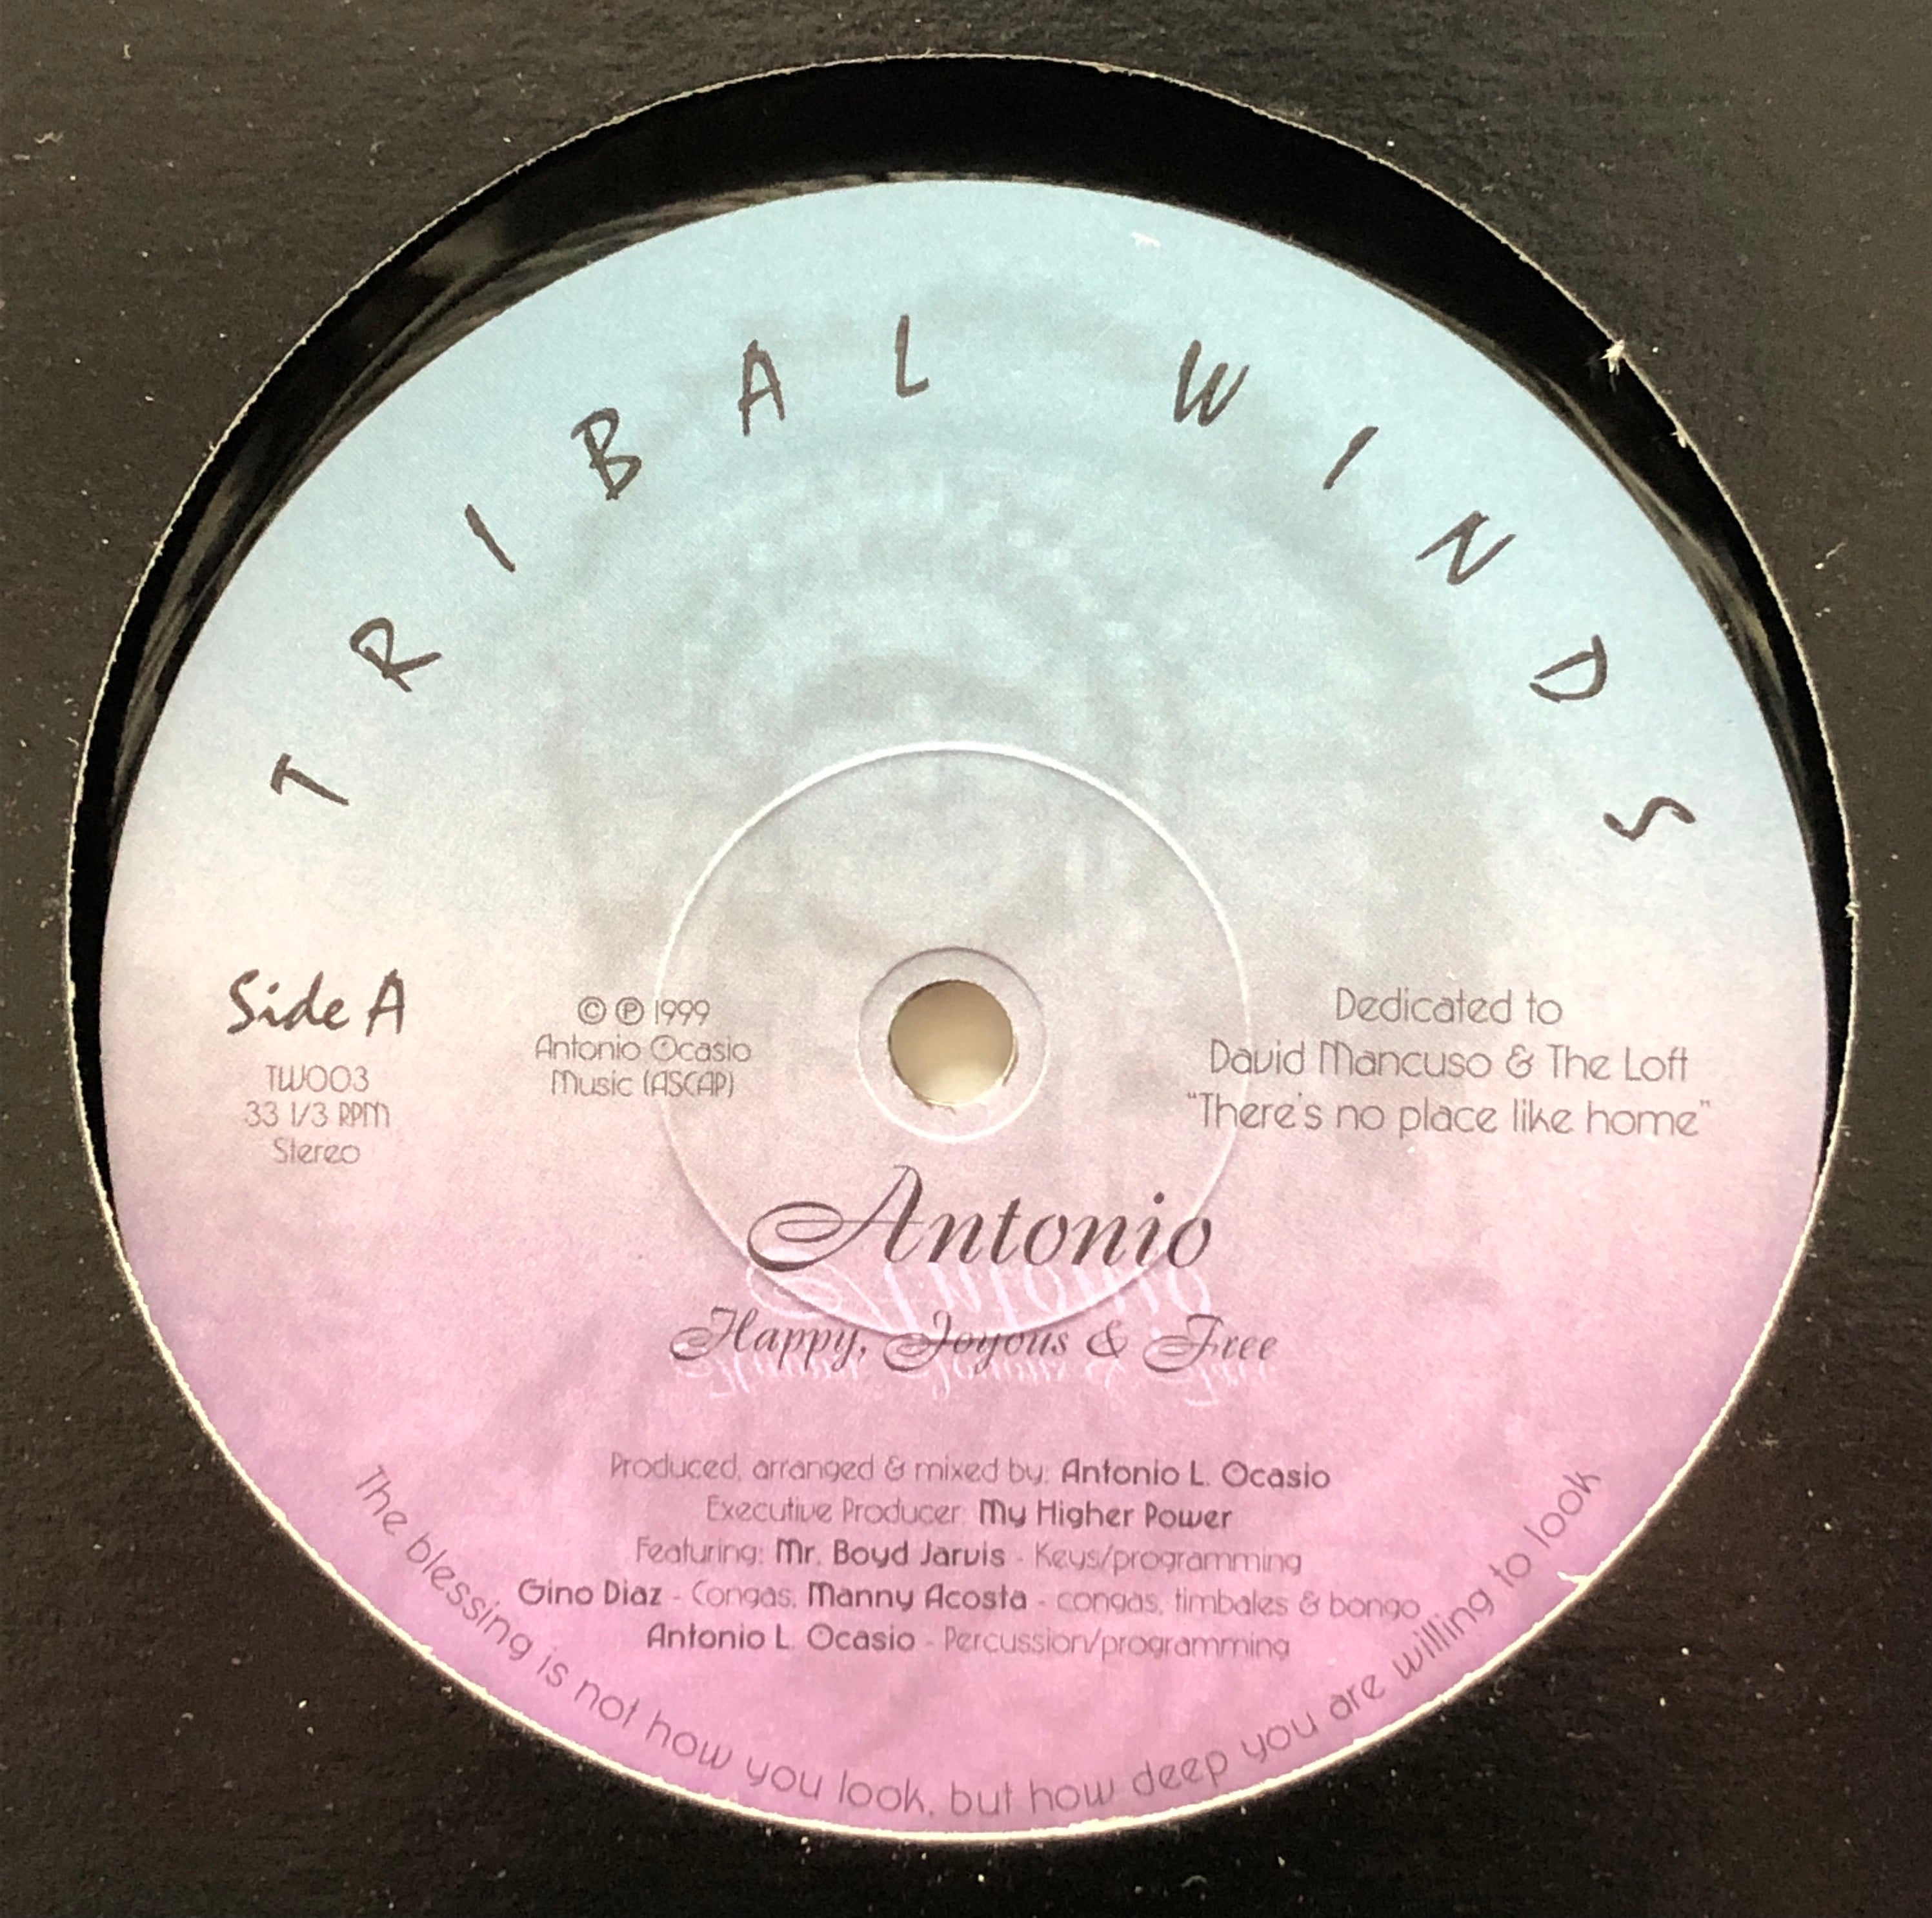 TRIBAL WINDS
Side A
TW003
33 1/3 RPM
Stereo
© ℗ 1999
Antonio Ocasio
Music (ASCAP)
Dedicated to
David Mancuso & The Loft
"There's no place like home"
Antonio
Happy, Joyous & Free
Produced, arranged & mixed by: Antonio L. Ocasio
Executive Producer: My Higher Power
Featuring: Mr. Boyd Jarvis - Keys/programming
Gino Diaz - Congas, Manny Acosta - congas, timbales & bongo
Antonio L. Ocasio - Percussion/programming
The blessing is not how you look, but how deep you are willing to look